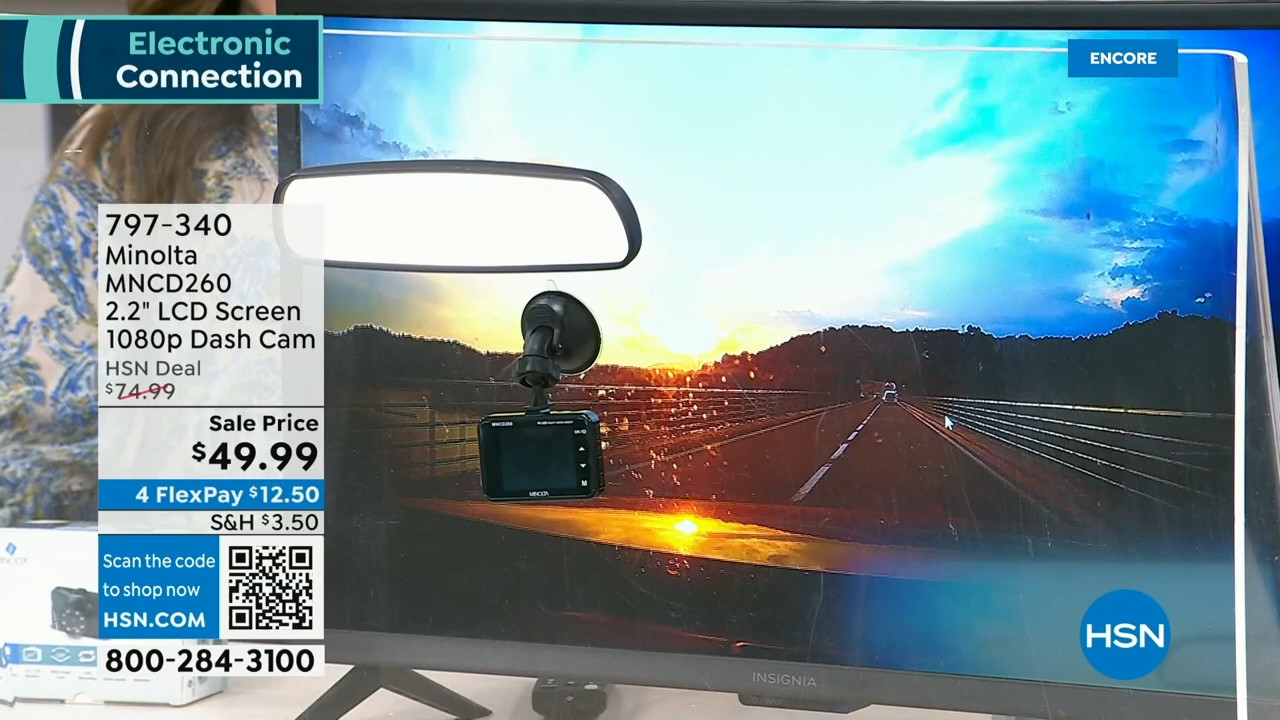 Electronic
Connection
ENCORE
797-340
Minolta
MNCD260
2.2" LCD Screen
1080p Dash Cam
HSN Deal
$74.99
Sale Price
$49.99
4 FlexPay $12.50
S&H $3.50
Scan the code
to shop now
HSN.COM
800-284-3100
MNCD260
OK/
M
MINOLTA
INSIGNIA
HSN